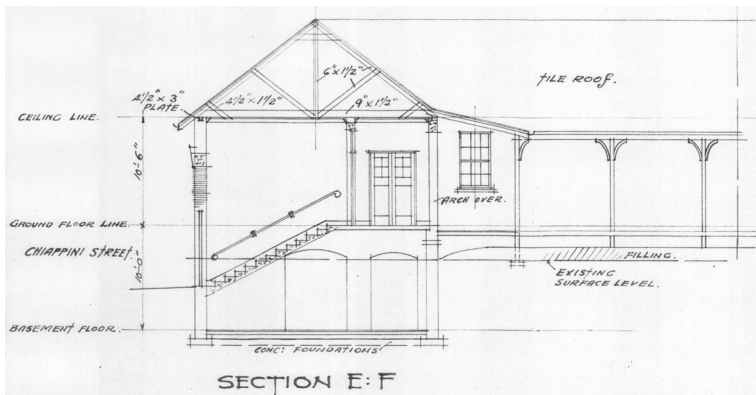 TILE ROOF.
6" x 1½"
4½" x 3"
PLATE
4½" x 1½"
9" x 1½"
CEILING LINE.
10'-6"
ARCH OVER.
GROUND FLOOR LINE.
CHIAPPINI STREET.
10'-0"
FILLING.
EXISTING
SURFACE LEVEL.
BASEMENT FLOOR.
CONC: FOUNDATIONS
SECTION E:F